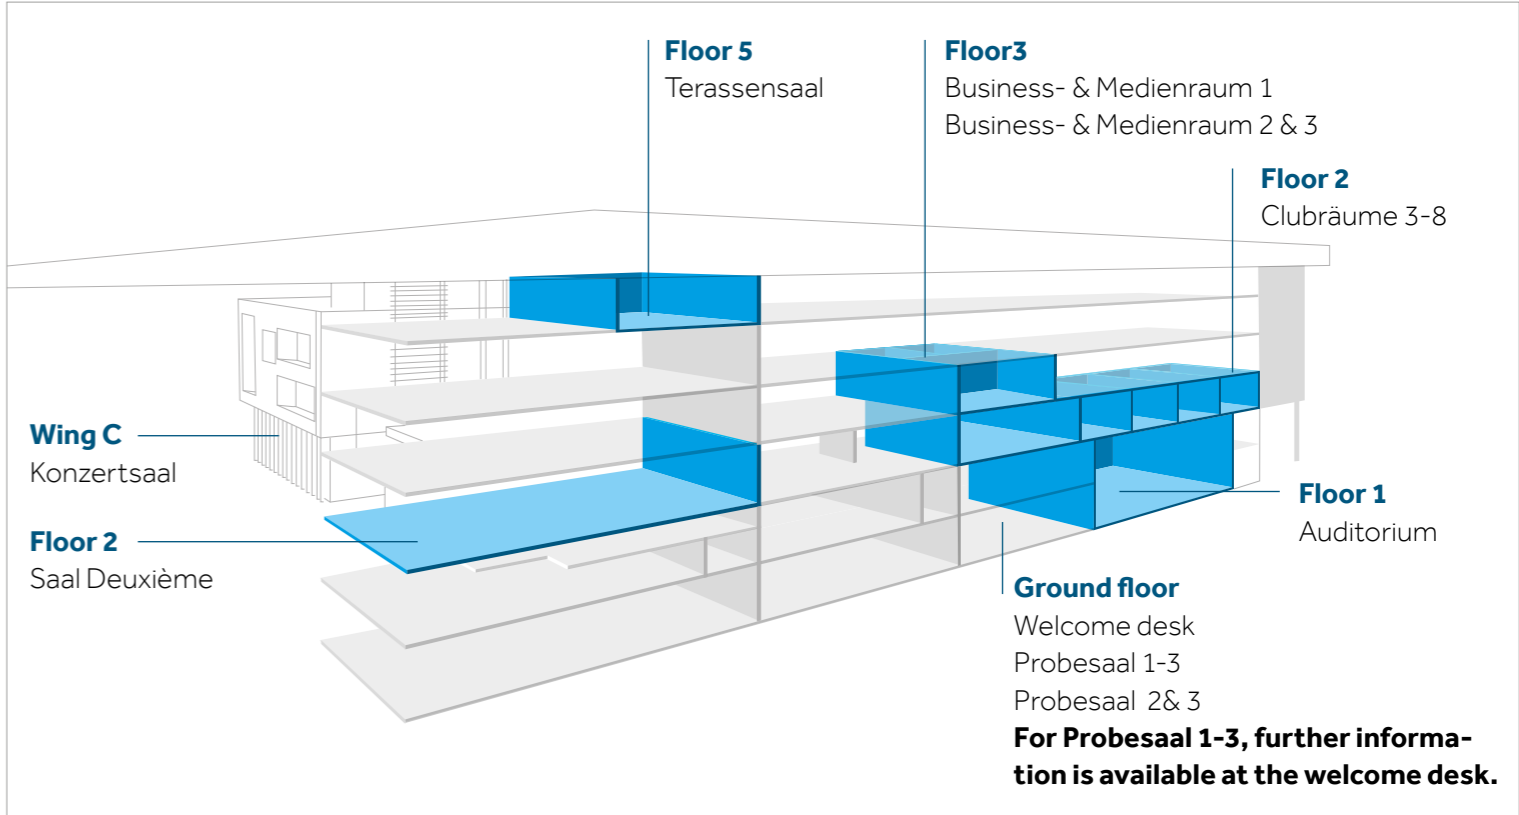 Floor 5
Terassensaal
Floor3
Business- & Medienraum 1
Business- & Medienraum 2 & 3
Floor 2
Clubräume 3-8
Wing C
Konzertsaal
Floor 2
Saal Deuxième
Floor 1
Auditorium
Ground floor
Welcome desk
Probesaal 1-3
Probesaal 2& 3
For Probesaal 1-3, further informa-
tion is available at the welcome desk.